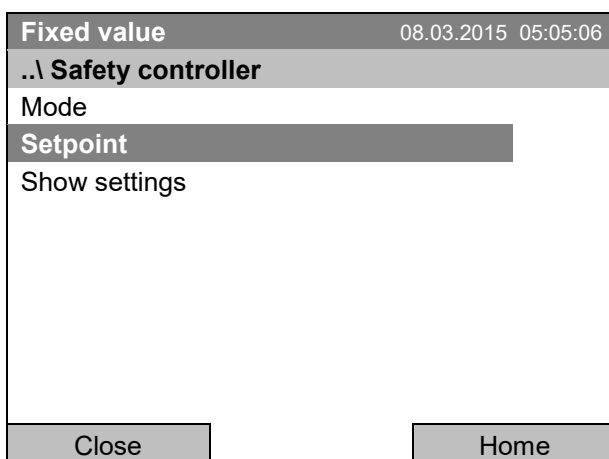 Fixed value 08.03.2015 05:05:06
..\ Safety controller
Mode
Setpoint
Show settings
Close Home